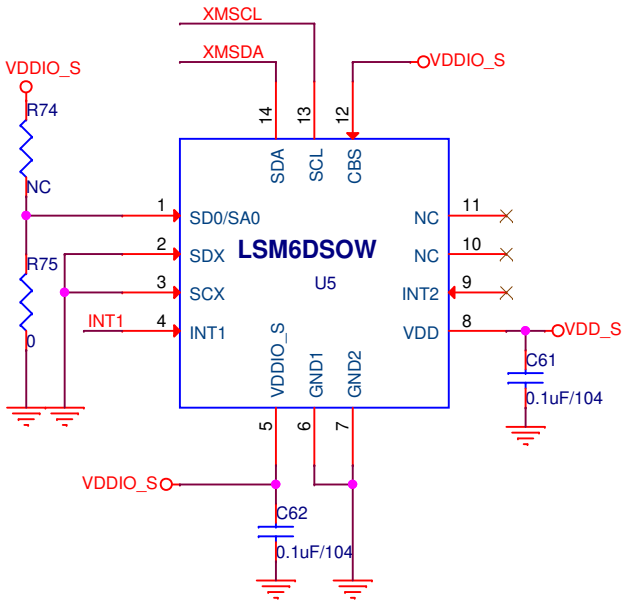 XMSCL
XMSDA
VDDIO_S
VDDIO_S
R74
14
13
12
SDA
SCL
CBS
NC
1
SD0/SA0
NC
11
2
SDX
LSM6DSOW
NC
10
R75
3
SCX
U5
INT2
9
INT1
4
INT1
VDD
8
VDD_S
0
VDDIO_S
GND1
GND2
C61
0.1uF/104
5
6
7
VDDIO_S
C62
0.1uF/104